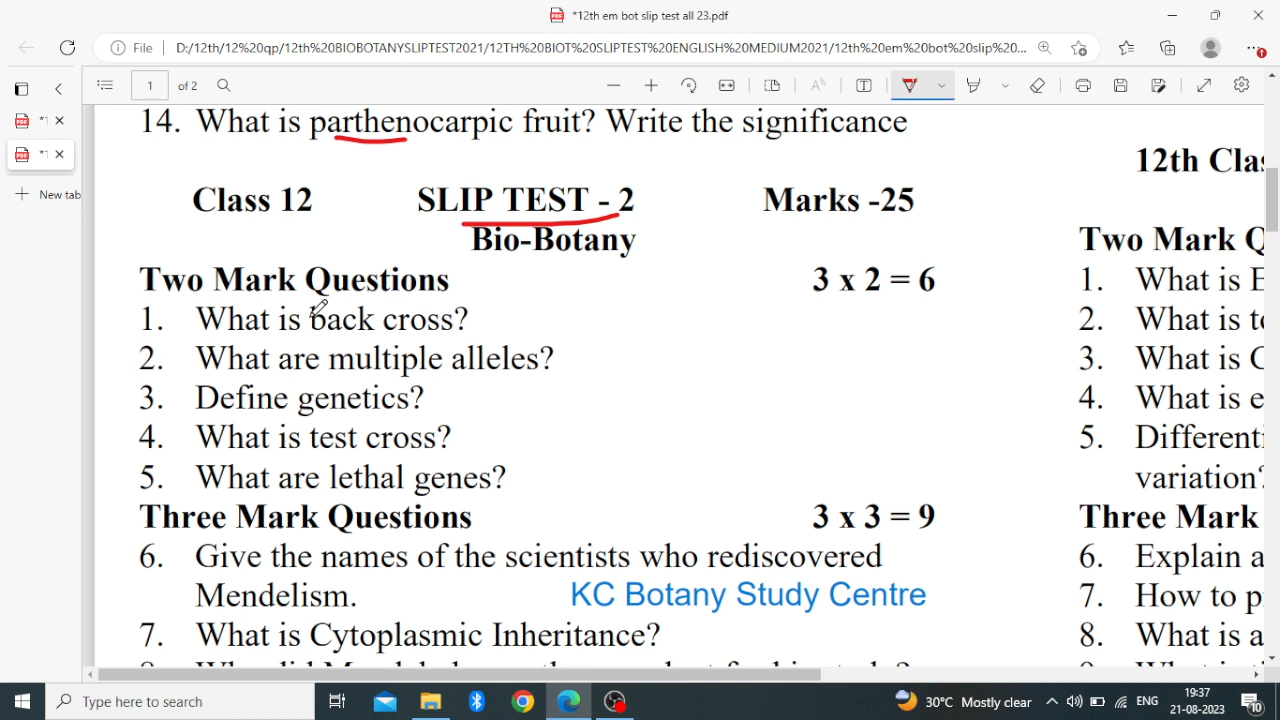 *12th em bot slip test all 23.pdf
File | D:/12th/12%20qp/12th%20BIOBOTANYSLIPTEST2021/12TH%20BIOT%20SLIPTEST%20ENGLISH%20MEDIUM2021/12th%20em%20bot%20slip%20...
1 of 2
New tab
14. What is parthenocarpic fruit? Write the significance
Class 12 SLIP TEST - 2 Marks -25
Bio-Botany
Two Mark Questions 3 x 2 = 6
1. What is back cross?
2. What are multiple alleles?
3. Define genetics?
4. What is test cross?
5. What are lethal genes?
Three Mark Questions 3 x 3 = 9
6. Give the names of the scientists who rediscovered
Mendelism. KC Botany Study Centre
7. What is Cytoplasmic Inheritance?
12th Cla
Two Mark Q
1. What is E
2. What is t
3. What is
4. What is e
5. Different
variation?
Three Mark
6. Explain a
7. How to p
8. What is a
Type here to search
30°C Mostly clear
ENG
19:37
21-08-2023
10